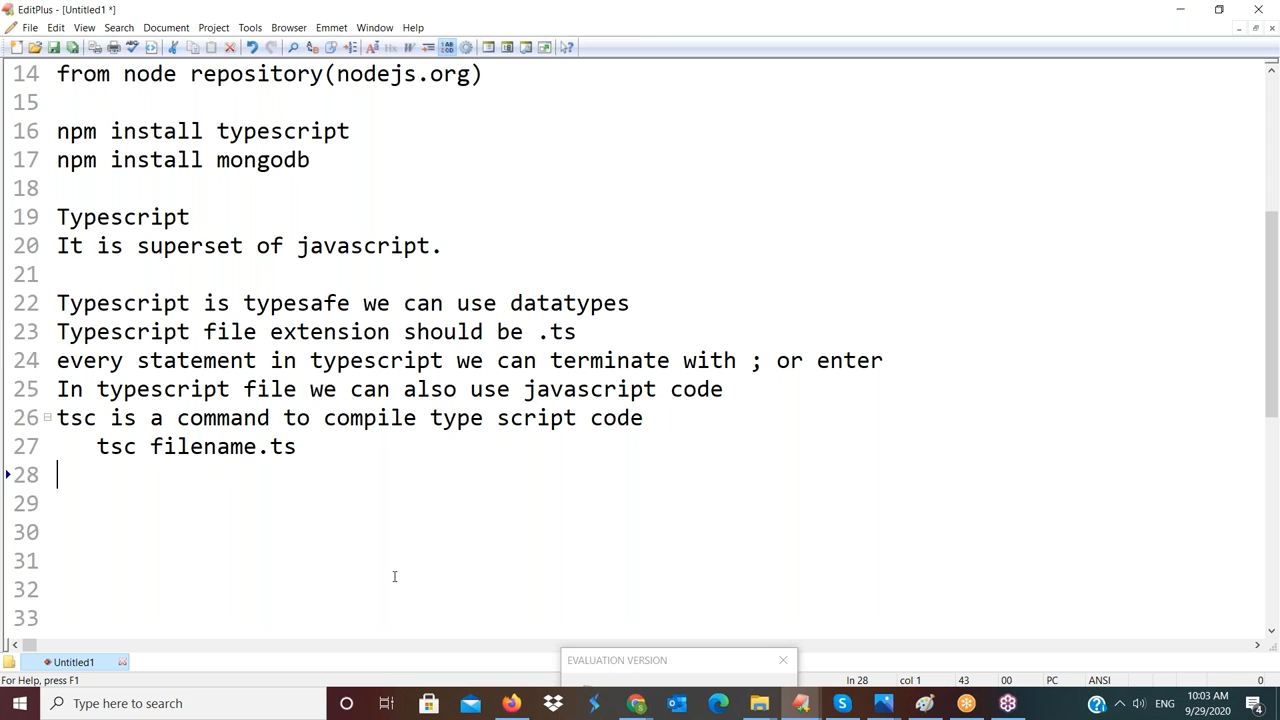 EditPlus - [Untitled1 *]
File Edit View Search Document Project Tools Browser Emmet Window Help
14 from node repository(nodejs.org)
15
16 npm install typescript
17 npm install mongodb
18
19 Typescript
20 It is superset of javascript.
21
22 Typescript is typesafe we can use datatypes
23 Typescript file extension should be .ts
24 every statement in typescript we can terminate with ; or enter
25 In typescript file we can also use javascript code
26 tsc is a command to compile type script code
27 tsc filename.ts
28
29
30
31
32
33
Untitled1
EVALUATION VERSION
For Help, press F1 ln 28 col 1 43 00 PC ANSI 0
Type here to search
ENG
10:03 AM
9/29/2020
4